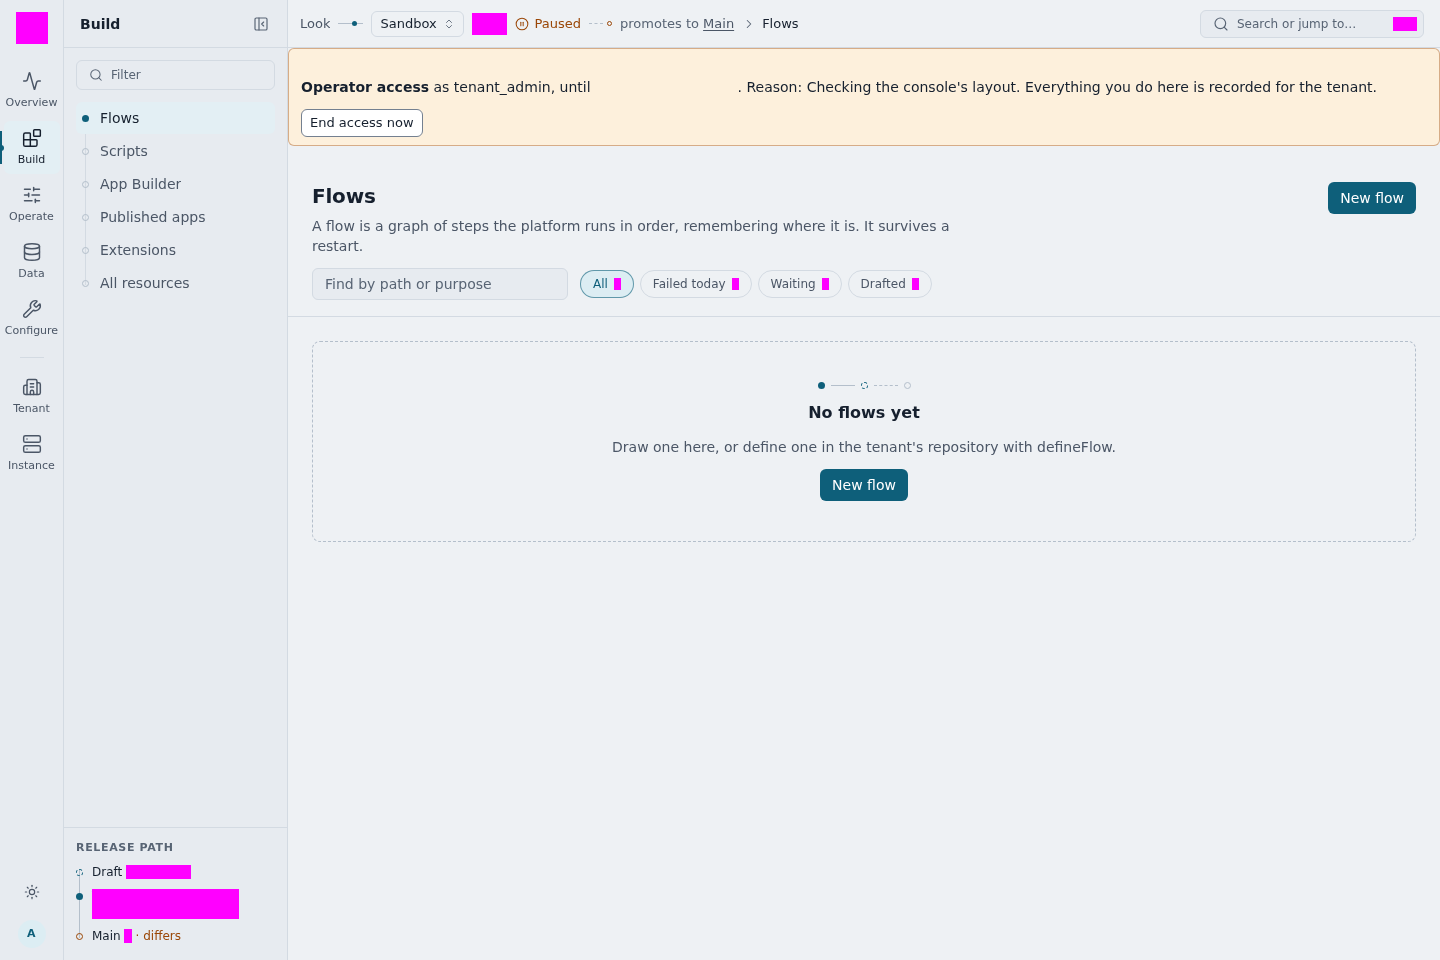 Build
Look
Sandbox
Paused
promotes to Main
Flows
Search or jump to…
Overview
Build
Operate
Data
Configure
Tenant
Instance
A
Filter
Flows
Scripts
App Builder
Published apps
Extensions
All resources
RELEASE PATH
Draft
Main · differs
Operator access as tenant_admin, until . Reason: Checking the console's layout. Everything you do here is recorded for the tenant.
End access now
Flows
New flow
A flow is a graph of steps the platform runs in order, remembering where it is. It survives a
restart.
Find by path or purpose
All
Failed today
Waiting
Drafted
No flows yet
Draw one here, or define one in the tenant's repository with defineFlow.
New flow